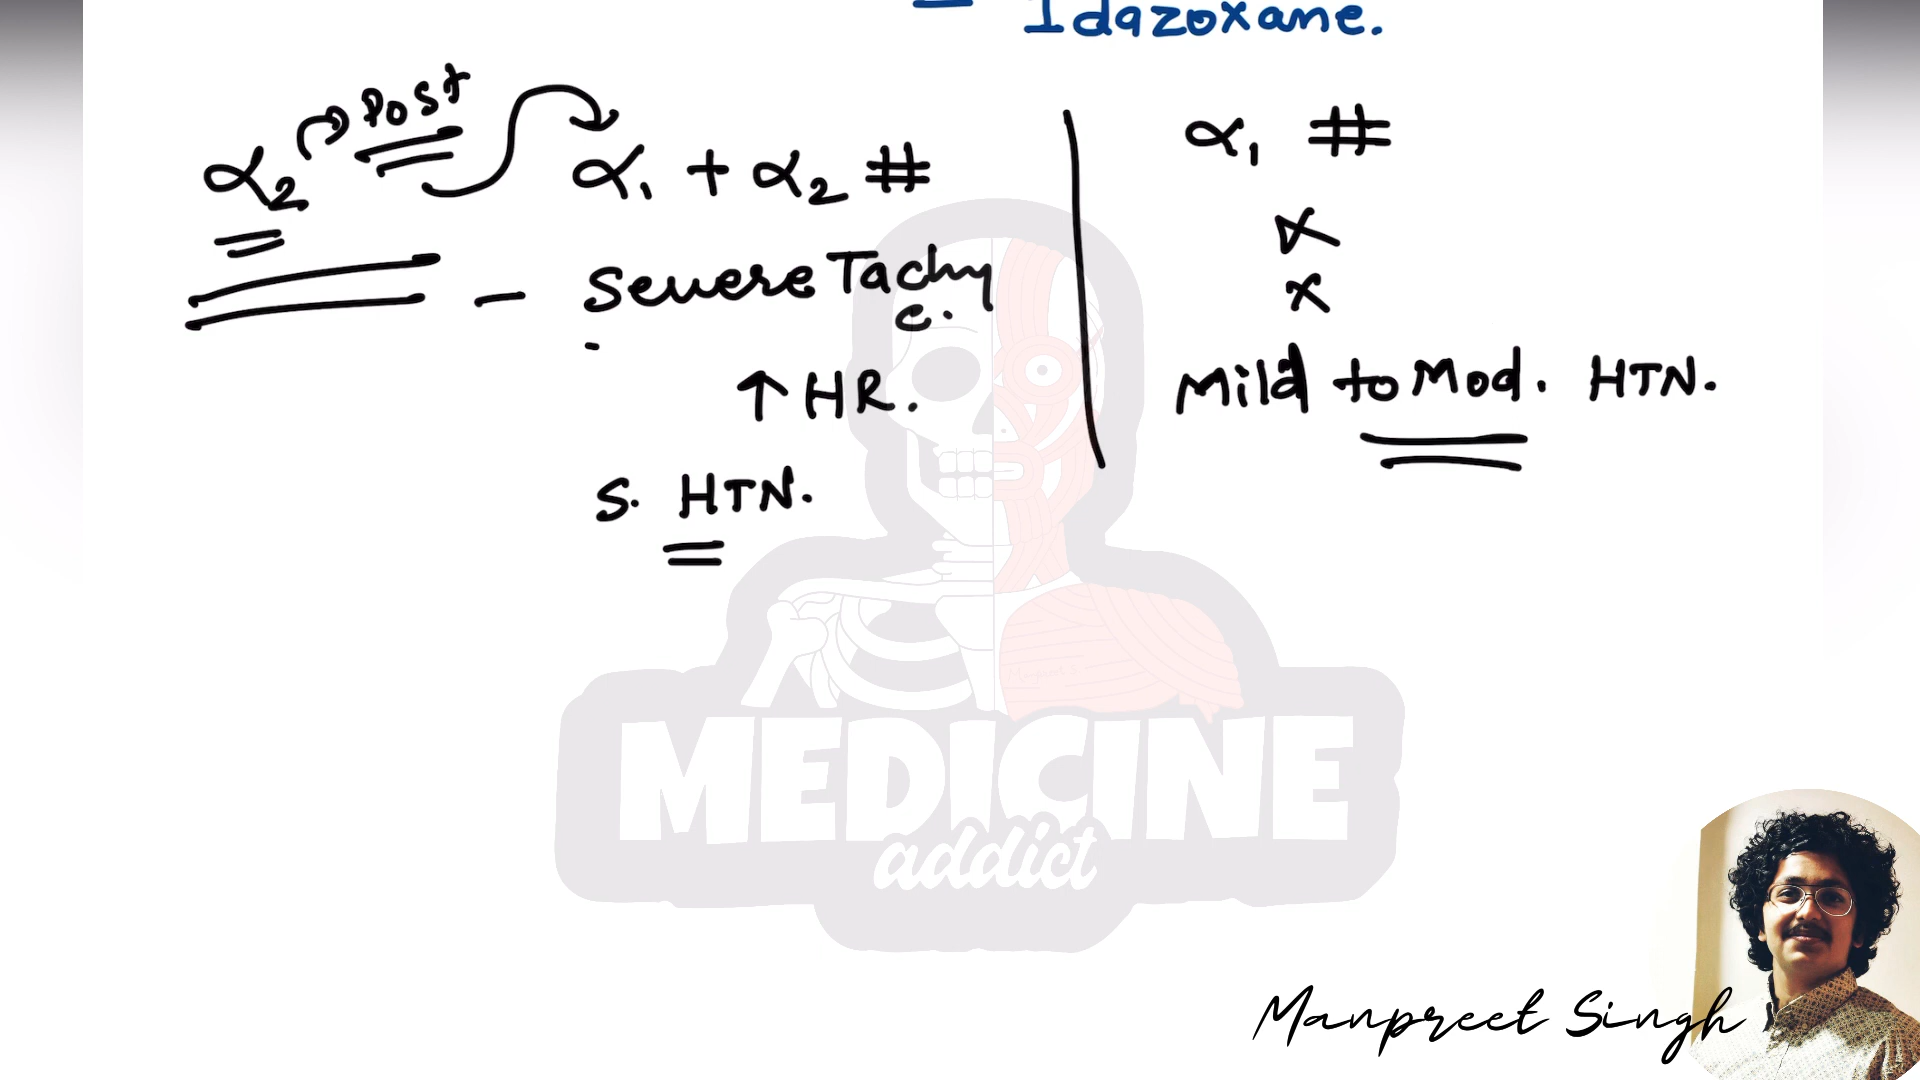 = Idazoxane.
α2 Post
α1 + α2 #
- Severe Tachy
c.
↑ HR.
S. HTN.
α1 #
x
x
Mild to Mod. HTN.
MEDICINE
addict
Manpreet Singh